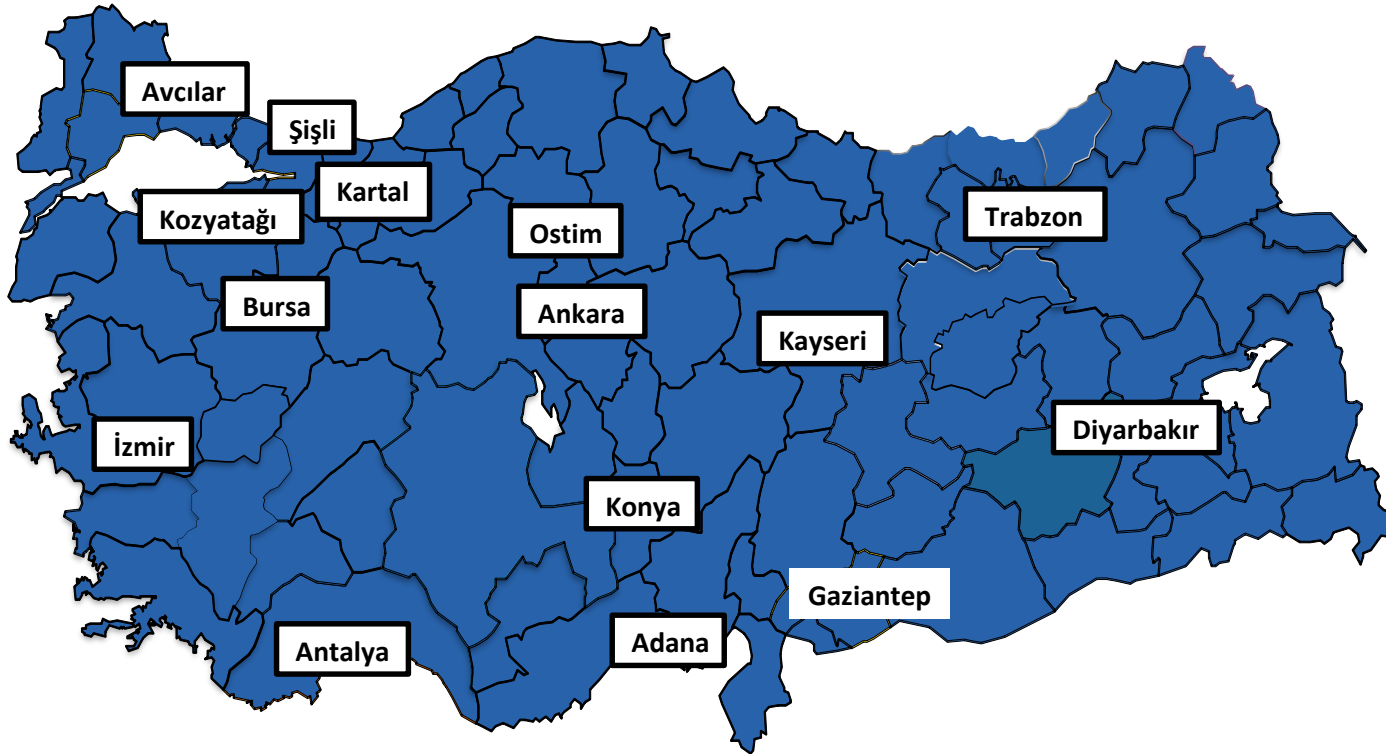 Avcılar
Şişli
Kartal
Kozyatağı
Trabzon
Ostim
Bursa
Ankara
Kayseri
Diyarbakır
İzmir
Konya
Gaziantep
Adana
Antalya